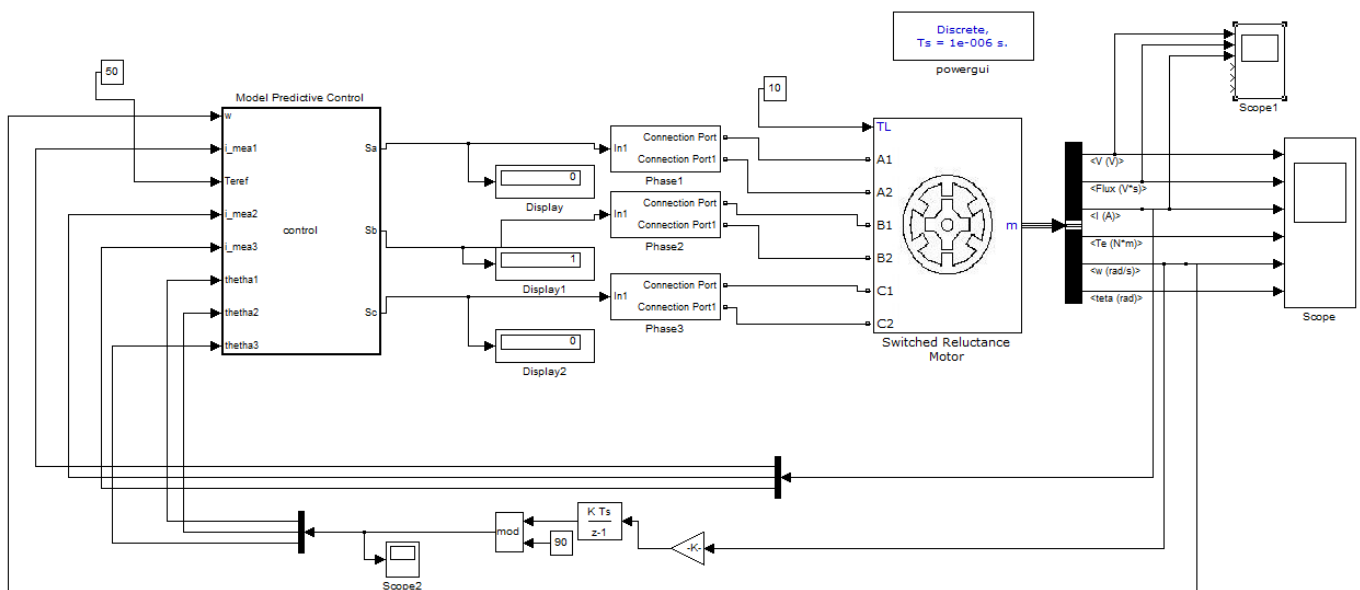 Discrete,
Ts = 1e-006 s.
powergui
Scope1
50
10
Model Predictive Control
w
i_mea1
Teref
i_mea2
i_mea3
thetha1
thetha2
thetha3
control
Sa
Sb
Sc
0
Display
1
Display1
0
Display2
In1
Connection Port
Connection Port1
Phase1
In1
Connection Port
Connection Port1
Phase2
In1
Connection Port
Connection Port1
Phase3
TL
A1
A2
B1
B2
C1
C2
m
Switched Reluctance
Motor
<V (V)>
<Flux (V*s)>
<I (A)>
<Te (N*m)>
<w (rad/s)>
<teta (rad)>
Scope
K Ts
z-1
mod
90
-K-
Scope2